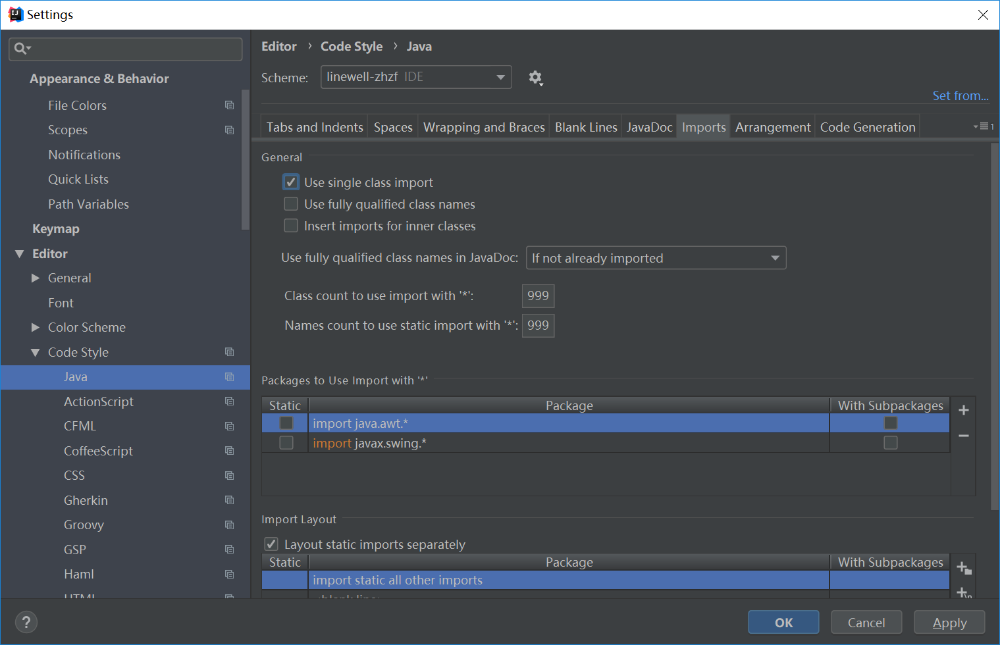 Settings
Appearance & Behavior
File Colors
Scopes
Notifications
Quick Lists
Path Variables
Keymap
Editor
General
Font
Color Scheme
Code Style
Java
ActionScript
CFML
CoffeeScript
CSS
Gherkin
Groovy
GSP
Haml
HTML
Editor › Code Style › Java
Scheme: linewell-zhzf IDE
Set from...
Tabs and Indents Spaces Wrapping and Braces Blank Lines JavaDoc Imports Arrangement Code Generation 1
General
Use single class import
Use fully qualified class names
Insert imports for inner classes
Use fully qualified class names in JavaDoc: If not already imported
Class count to use import with '*': 999
Names count to use static import with '*': 999
Packages to Use Import with '*'
Static Package With Subpackages
import java.awt.*
import javax.swing.*
Import Layout
Layout static imports separately
Static Package With Subpackages
import static all other imports
<blank line>
? OK Cancel Apply